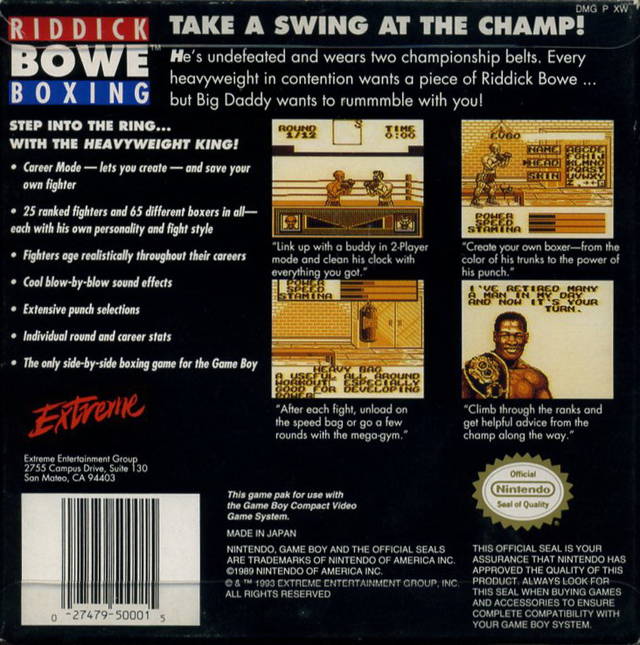 DMG P XW
RIDDICK
BOWE™
BOXING
TAKE A SWING AT THE CHAMP!
He's undefeated and wears two championship belts. Every
heavyweight in contention wants a piece of Riddick Bowe ...
but Big Daddy wants to rummmble with you!
STEP INTO THE RING...
WITH THE HEAVYWEIGHT KING!
• Career Mode — lets you create — and save your
own fighter
• 25 ranked fighters and 65 different boxers in all—
each with his own personality and fight style
• Fighters age realistically throughout their careers
• Cool blow-by-blow sound effects
• Extensive punch selections
• Individual round and career stats
• The only side-by-side boxing game for the Game Boy
ROUND
1/12
TIME
0:00
"Link up with a buddy in 2-Player
mode and clean his clock with
everything you got."
NAME
HEAD
SKIN
ABCDE
FGHIJ
KLMNO
PQRST
UVWXY
POWER
SPEED
STAMINA
"Create your own boxer—from the
color of his trunks to the power of
his punch."
POWER
SPEED
STAMINA
HEAVY BAG
A USEFUL ALL AROUND
WORKOUT ESPECIALLY
GOOD FOR DEVELOPING
POWER
"After each fight, unload on
the speed bag or go a few
rounds with the mega-gym."
I'VE RETIRED MANY
A MAN IN MY DAY
AND NOW IT'S YOUR
TURN.
"Climb through the ranks and
get helpful advice from the
champ along the way."
Extreme
Extreme Entertainment Group
2755 Campus Drive, Suite 130
San Mateo, CA 94403
0 -27479-50001 5
This game pak for use with
the Game Boy Compact Video
Game System.
MADE IN JAPAN
NINTENDO, GAME BOY AND THE OFFICIAL SEALS
ARE TRADEMARKS OF NINTENDO OF AMERICA INC.
©1989 NINTENDO OF AMERICA INC.
© & ™ 1993 EXTREME ENTERTAINMENT GROUP, INC.
ALL RIGHTS RESERVED
Official
Nintendo
Seal of Quality
THIS OFFICIAL SEAL IS YOUR
ASSURANCE THAT NINTENDO HAS
APPROVED THE QUALITY OF THIS
PRODUCT. ALWAYS LOOK FOR
THIS SEAL WHEN BUYING GAMES
AND ACCESSORIES TO ENSURE
COMPLETE COMPATIBILITY WITH
YOUR GAME BOY SYSTEM.